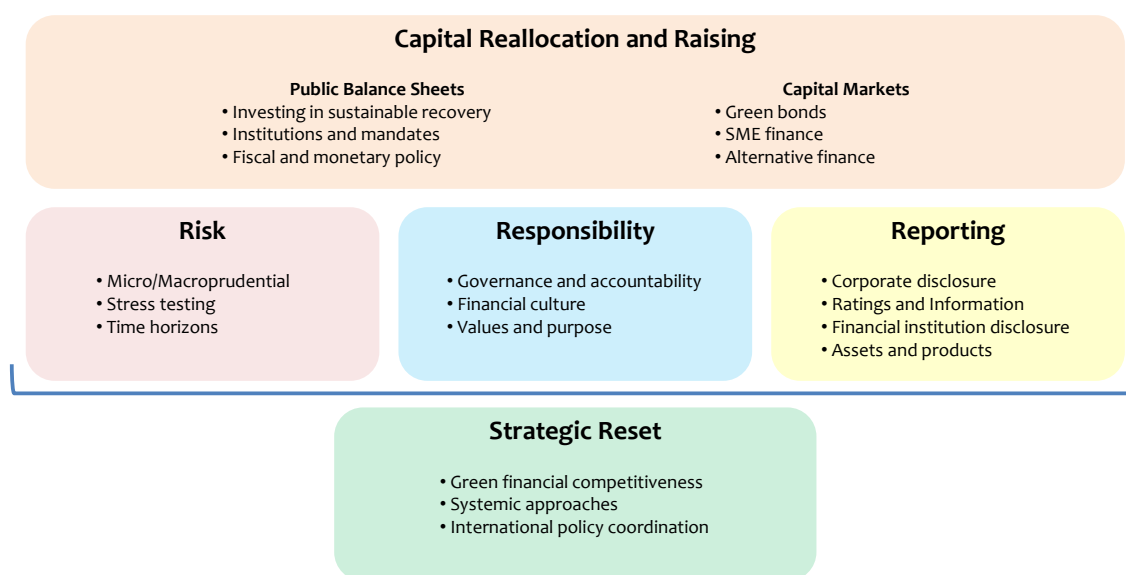 Capital Reallocation and Raising
Public Balance Sheets
• Investing in sustainable recovery
• Institutions and mandates
• Fiscal and monetary policy
Capital Markets
• Green bonds
• SME finance
• Alternative finance
Risk
• Micro/Macroprudential
• Stress testing
• Time horizons
Responsibility
• Governance and accountability
• Financial culture
• Values and purpose
Reporting
• Corporate disclosure
• Ratings and Information
• Financial institution disclosure
• Assets and products
Strategic Reset
• Green financial competitiveness
• Systemic approaches
• International policy coordination